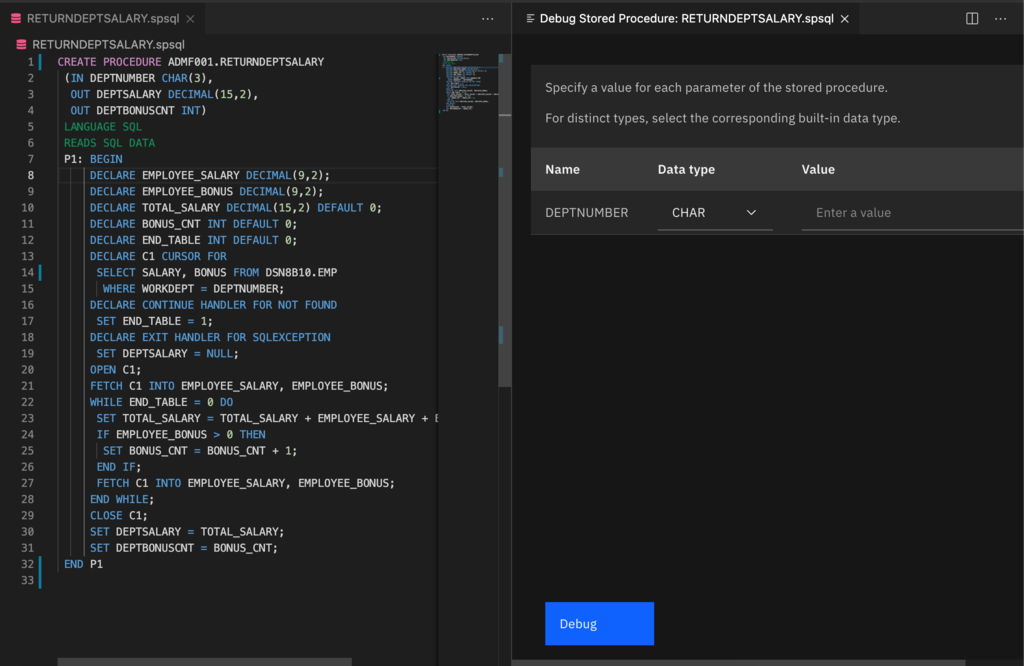 RETURNDEPTSALARY.spsql
RETURNDEPTSALARY.spsql
1 CREATE PROCEDURE ADMF001.RETURNDEPTSALARY
2 (IN DEPTNUMBER CHAR(3),
3 OUT DEPTSALARY DECIMAL(15,2),
4 OUT DEPTBONUSCNT INT)
5 LANGUAGE SQL
6 READS SQL DATA
7 P1: BEGIN
8 DECLARE EMPLOYEE_SALARY DECIMAL(9,2);
9 DECLARE EMPLOYEE_BONUS DECIMAL(9,2);
10 DECLARE TOTAL_SALARY DECIMAL(15,2) DEFAULT 0;
11 DECLARE BONUS_CNT INT DEFAULT 0;
12 DECLARE END_TABLE INT DEFAULT 0;
13 DECLARE C1 CURSOR FOR
14 SELECT SALARY, BONUS FROM DSN8B10.EMP
15 WHERE WORKDEPT = DEPTNUMBER;
16 DECLARE CONTINUE HANDLER FOR NOT FOUND
17 SET END_TABLE = 1;
18 DECLARE EXIT HANDLER FOR SQLEXCEPTION
19 SET DEPTSALARY = NULL;
20 OPEN C1;
21 FETCH C1 INTO EMPLOYEE_SALARY, EMPLOYEE_BONUS;
22 WHILE END_TABLE = 0 DO
23 SET TOTAL_SALARY = TOTAL_SALARY + EMPLOYEE_SALARY +
24 IF EMPLOYEE_BONUS > 0 THEN
25 SET BONUS_CNT = BONUS_CNT + 1;
26 END IF;
27 FETCH C1 INTO EMPLOYEE_SALARY, EMPLOYEE_BONUS;
28 END WHILE;
29 CLOSE C1;
30 SET DEPTSALARY = TOTAL_SALARY;
31 SET DEPTBONUSCNT = BONUS_CNT;
32 END P1
33
Debug Stored Procedure: RETURNDEPTSALARY.spsql
Specify a value for each parameter of the stored procedure.
For distinct types, select the corresponding built-in data type.
Name Data type Value
DEPTNUMBER CHAR Enter a value
Debug